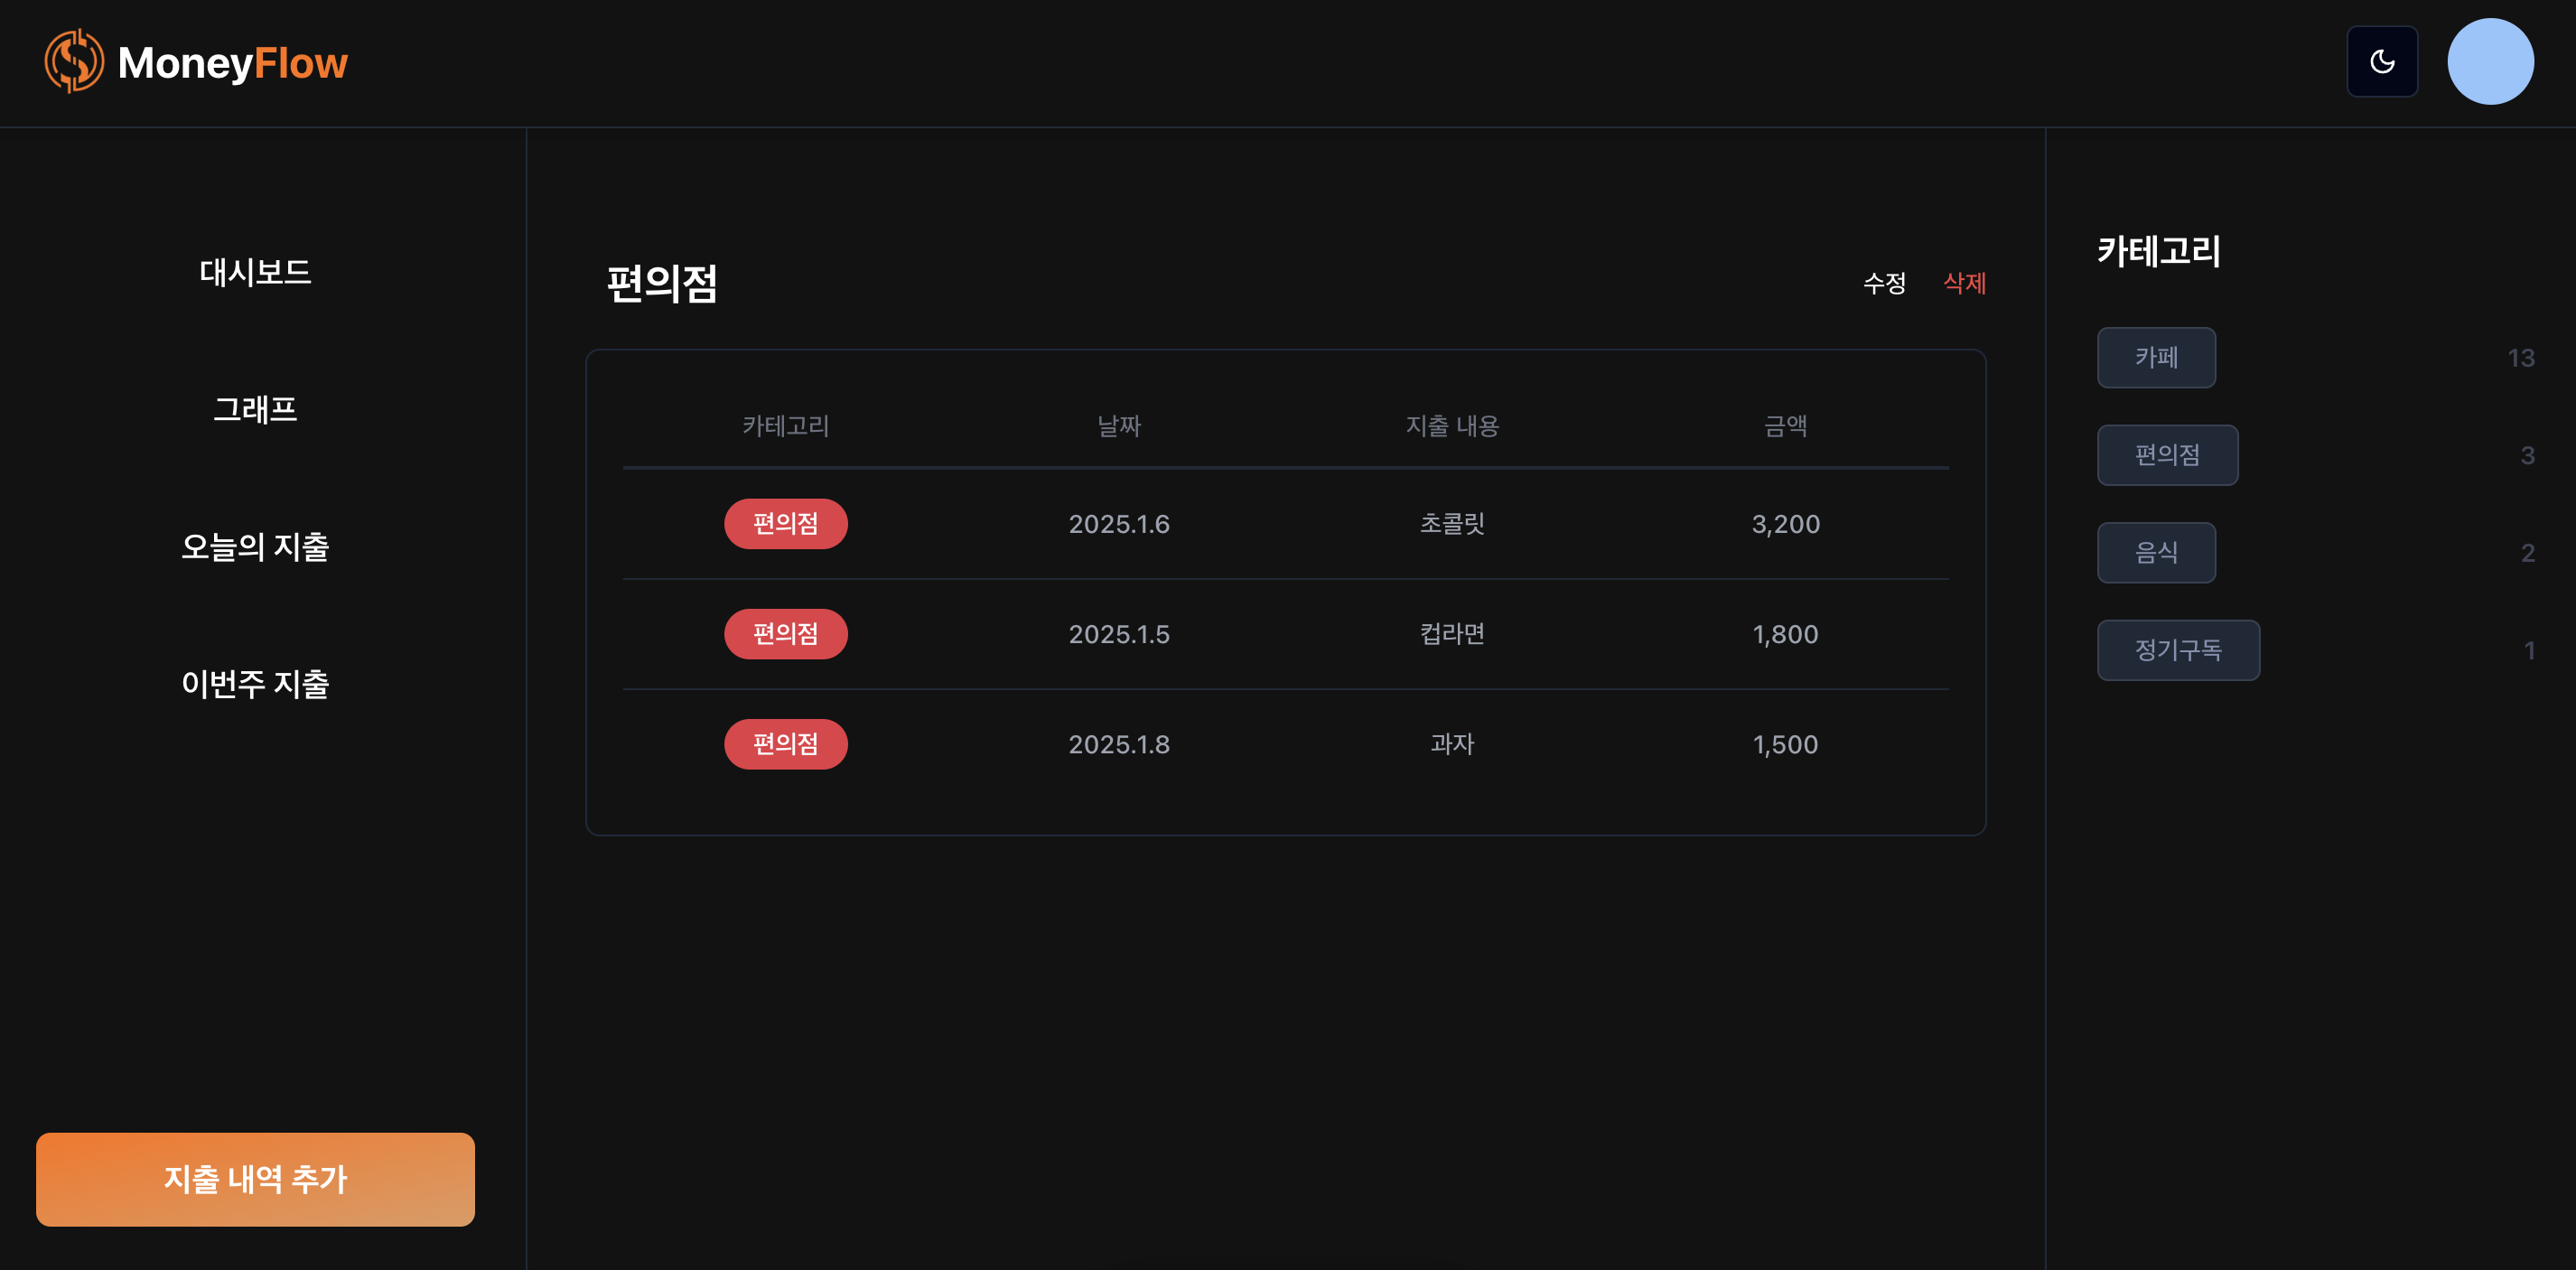 MoneyFlow
대시보드
그래프
오늘의 지출
이번주 지출
지출 내역 추가
편의점
수정 삭제
카테고리 날짜 지출 내용 금액
편의점 2025.1.6 초콜릿 3,200
편의점 2025.1.5 컵라면 1,800
편의점 2025.1.8 과자 1,500
카테고리
카페 13
편의점 3
음식 2
정기구독 1